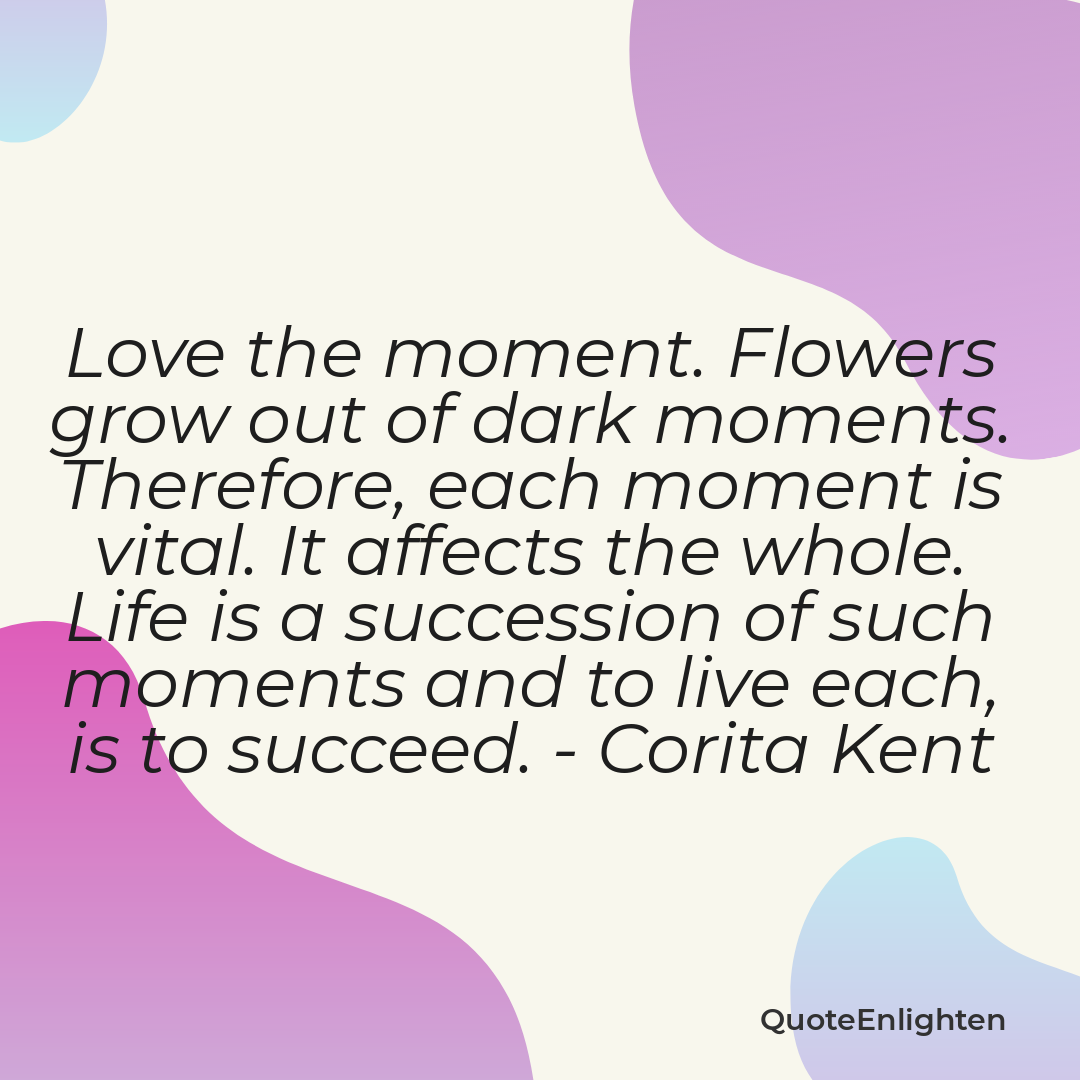 Love the moment. Flowers
grow out of dark moments.
Therefore, each moment is
vital. It affects the whole.
Life is a succession of such
moments and to live each,
is to succeed. - Corita Kent
QuoteEnlighten